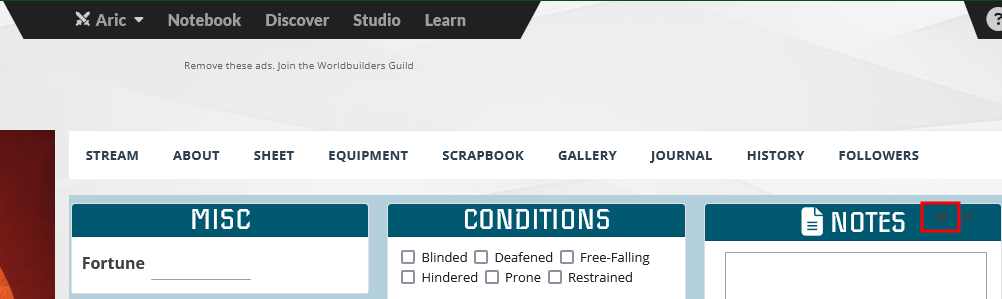 Aric Notebook Discover Studio Learn ?
Remove these ads. Join the Worldbuilders Guild
STREAM ABOUT SHEET EQUIPMENT SCRAPBOOK GALLERY JOURNAL HISTORY FOLLOWERS
MISC
Fortune
CONDITIONS
Blinded Deafened Free-Falling
Hindered Prone Restrained
NOTES